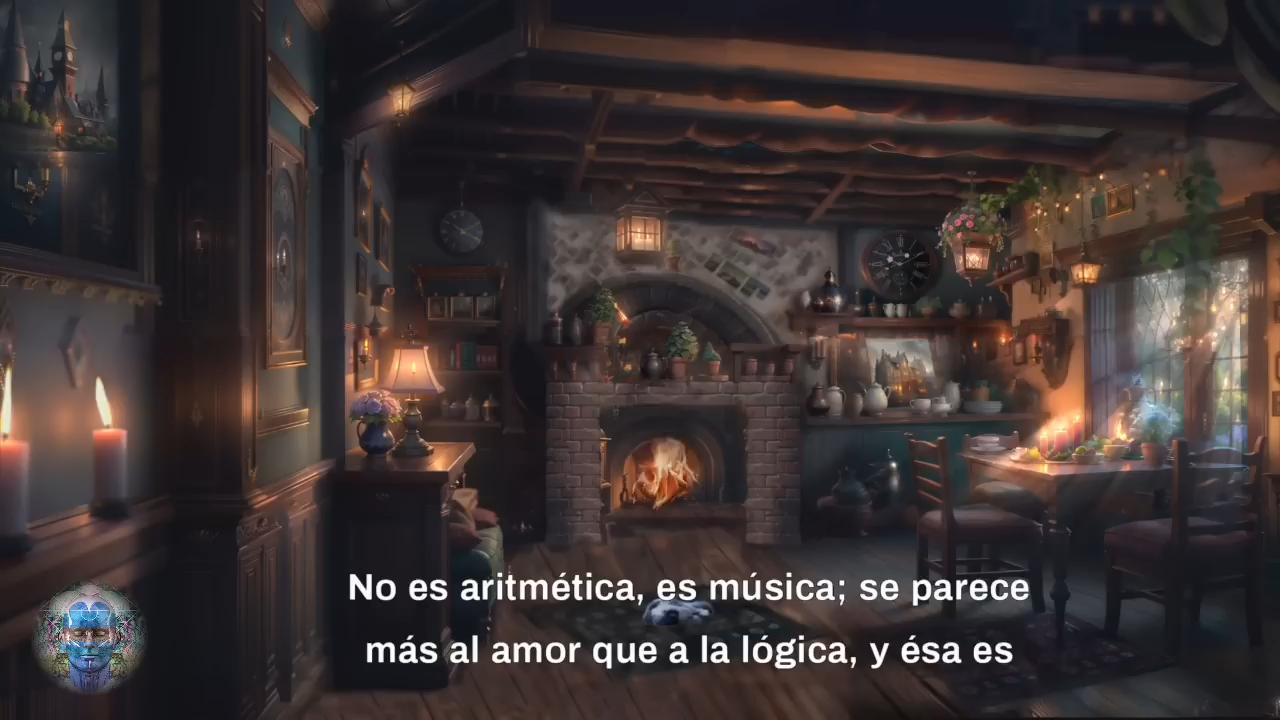 No es aritmética, es música; se parece
más al amor que a la lógica, y ésa es